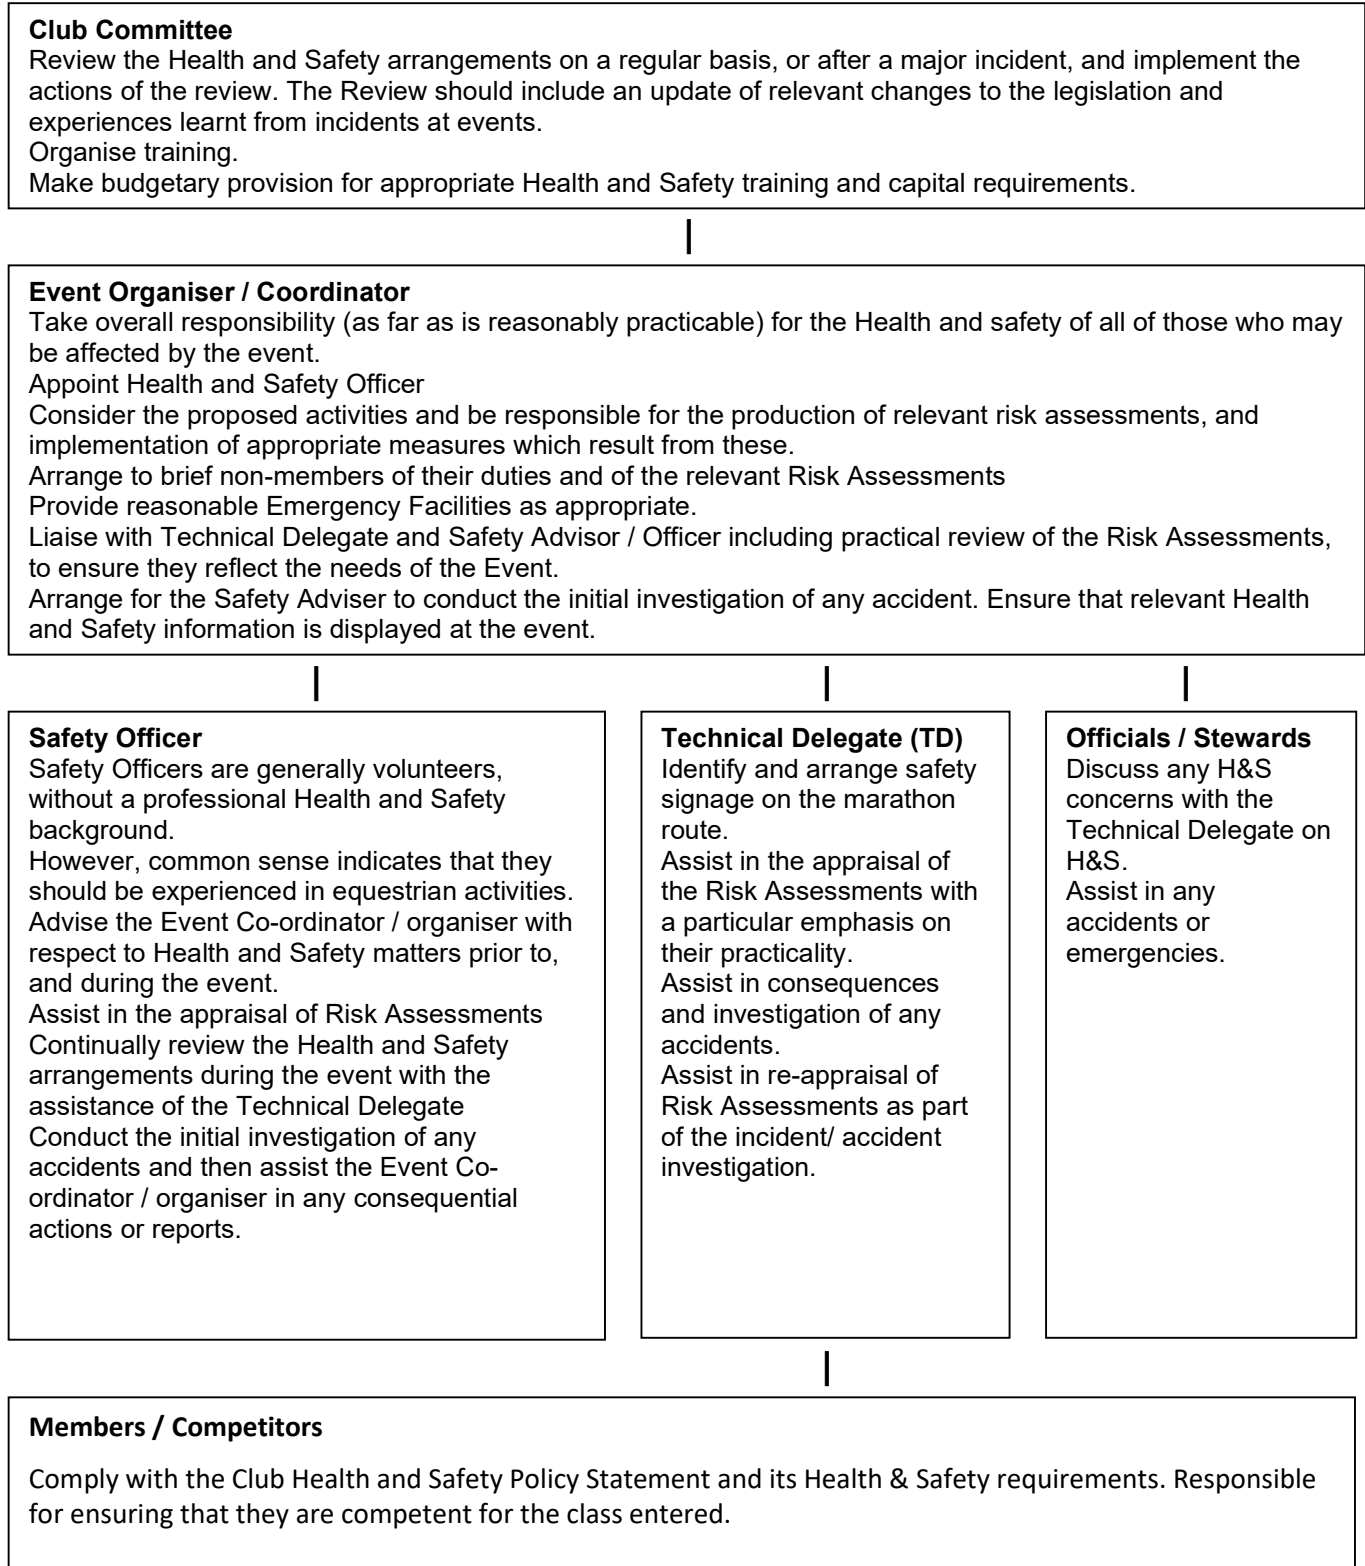 Club Committee
Review the Health and Safety arrangements on a regular basis, or after a major incident, and implement the
actions of the review. The Review should include an update of relevant changes to the legislation and
experiences learnt from incidents at events.
Organise training.
Make budgetary provision for appropriate Health and Safety training and capital requirements.
Event Organiser / Coordinator
Take overall responsibility (as far as is reasonably practicable) for the Health and safety of all of those who may
be affected by the event.
Appoint Health and Safety Officer
Consider the proposed activities and be responsible for the production of relevant risk assessments, and
implementation of appropriate measures which result from these.
Arrange to brief non-members of their duties and of the relevant Risk Assessments
Provide reasonable Emergency Facilities as appropriate.
Liaise with Technical Delegate and Safety Advisor / Officer including practical review of the Risk Assessments,
to ensure they reflect the needs of the Event.
Arrange for the Safety Adviser to conduct the initial investigation of any accident. Ensure that relevant Health
and Safety information is displayed at the event.
Safety Officer
Safety Officers are generally volunteers,
without a professional Health and Safety
background.
However, common sense indicates that they
should be experienced in equestrian activities.
Advise the Event Co-ordinator / organiser with
respect to Health and Safety matters prior to,
and during the event.
Assist in the appraisal of Risk Assessments
Continually review the Health and Safety
arrangements during the event with the
assistance of the Technical Delegate
Conduct the initial investigation of any
accidents and then assist the Event Co-
ordinator / organiser in any consequential
actions or reports.
Technical Delegate (TD)
Identify and arrange safety
signage on the marathon
route.
Assist in the appraisal of
the Risk Assessments with
a particular emphasis on
their practicality.
Assist in consequences
and investigation of any
accidents.
Assist in re-appraisal of
Risk Assessments as part
of the incident/ accident
investigation.
Officials / Stewards
Discuss any H&S
concerns with the
Technical Delegate on
H&S.
Assist in any
accidents or
emergencies.
Members / Competitors
Comply with the Club Health and Safety Policy Statement and its Health & Safety requirements. Responsible
for ensuring that they are competent for the class entered.